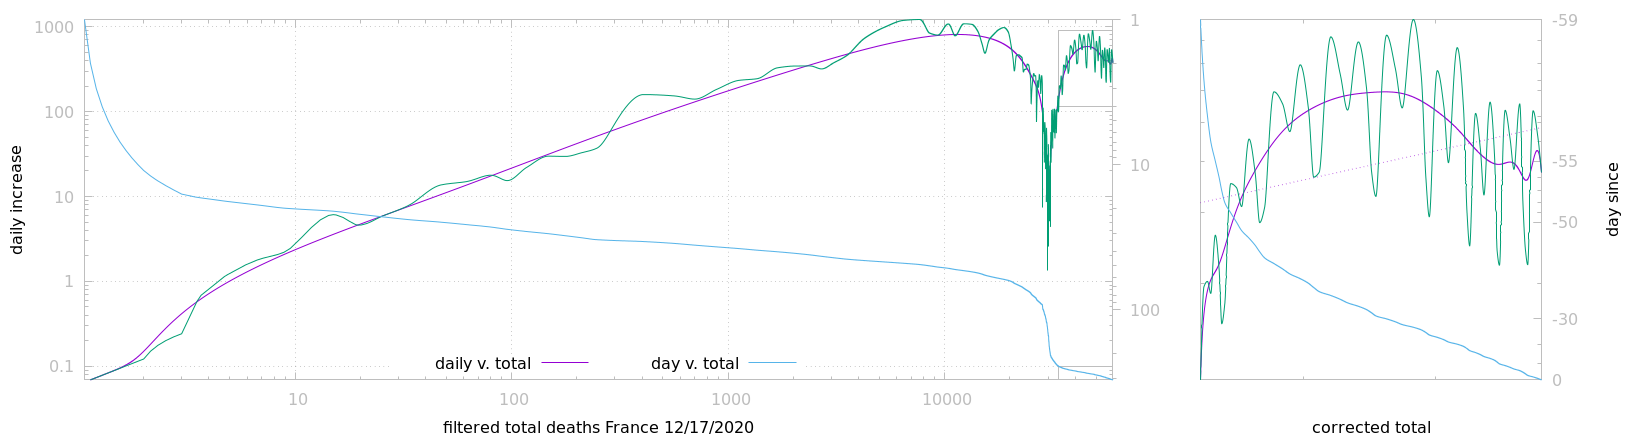 1000
100
10
1
0.1
daily increase
daily v. total
day v. total
10
100
1000
10000
filtered total deaths France 12/17/2020
1
10
100
-59
-55
-50
-30
0
day since
corrected total